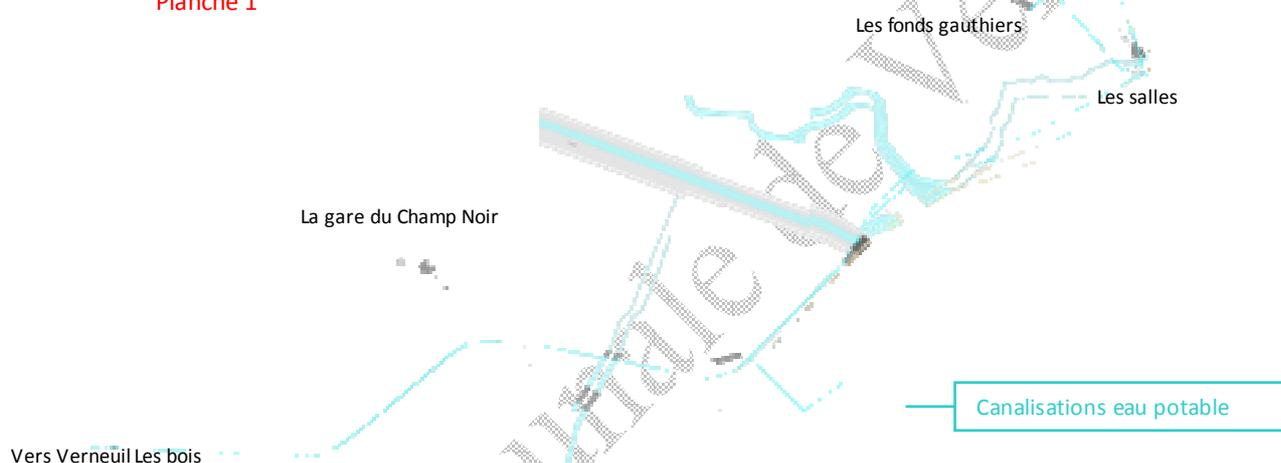 Planche 1
Les fonds gauthiers
Les salles
La gare du Champ Noir
Canalisations eau potable
Vers Verneuil Les bois